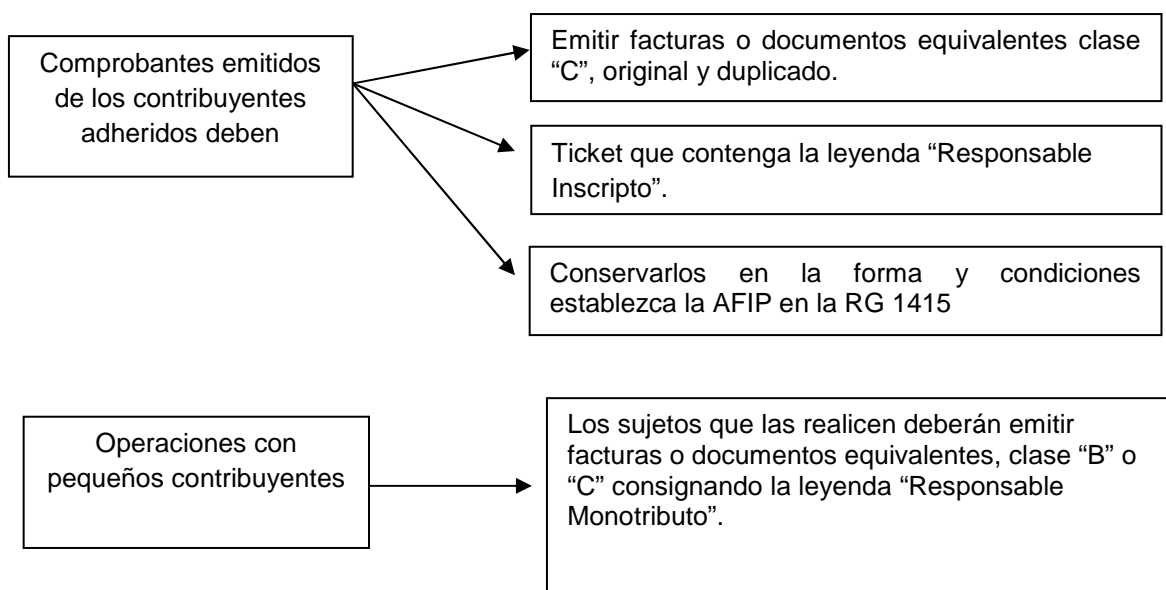 Comprobantes emitidos
de los contribuyentes
adheridos deben
Emitir facturas o documentos equivalentes clase
“C”, original y duplicado.
Ticket que contenga la leyenda “Responsable
Inscripto”.
Conservarlos en la forma y condiciones
establezca la AFIP en la RG 1415
Operaciones con
pequeños contribuyentes
Los sujetos que las realicen deberán emitir
facturas o documentos equivalentes, clase “B” o
“C” consignando la leyenda “Responsable
Monotributo”.